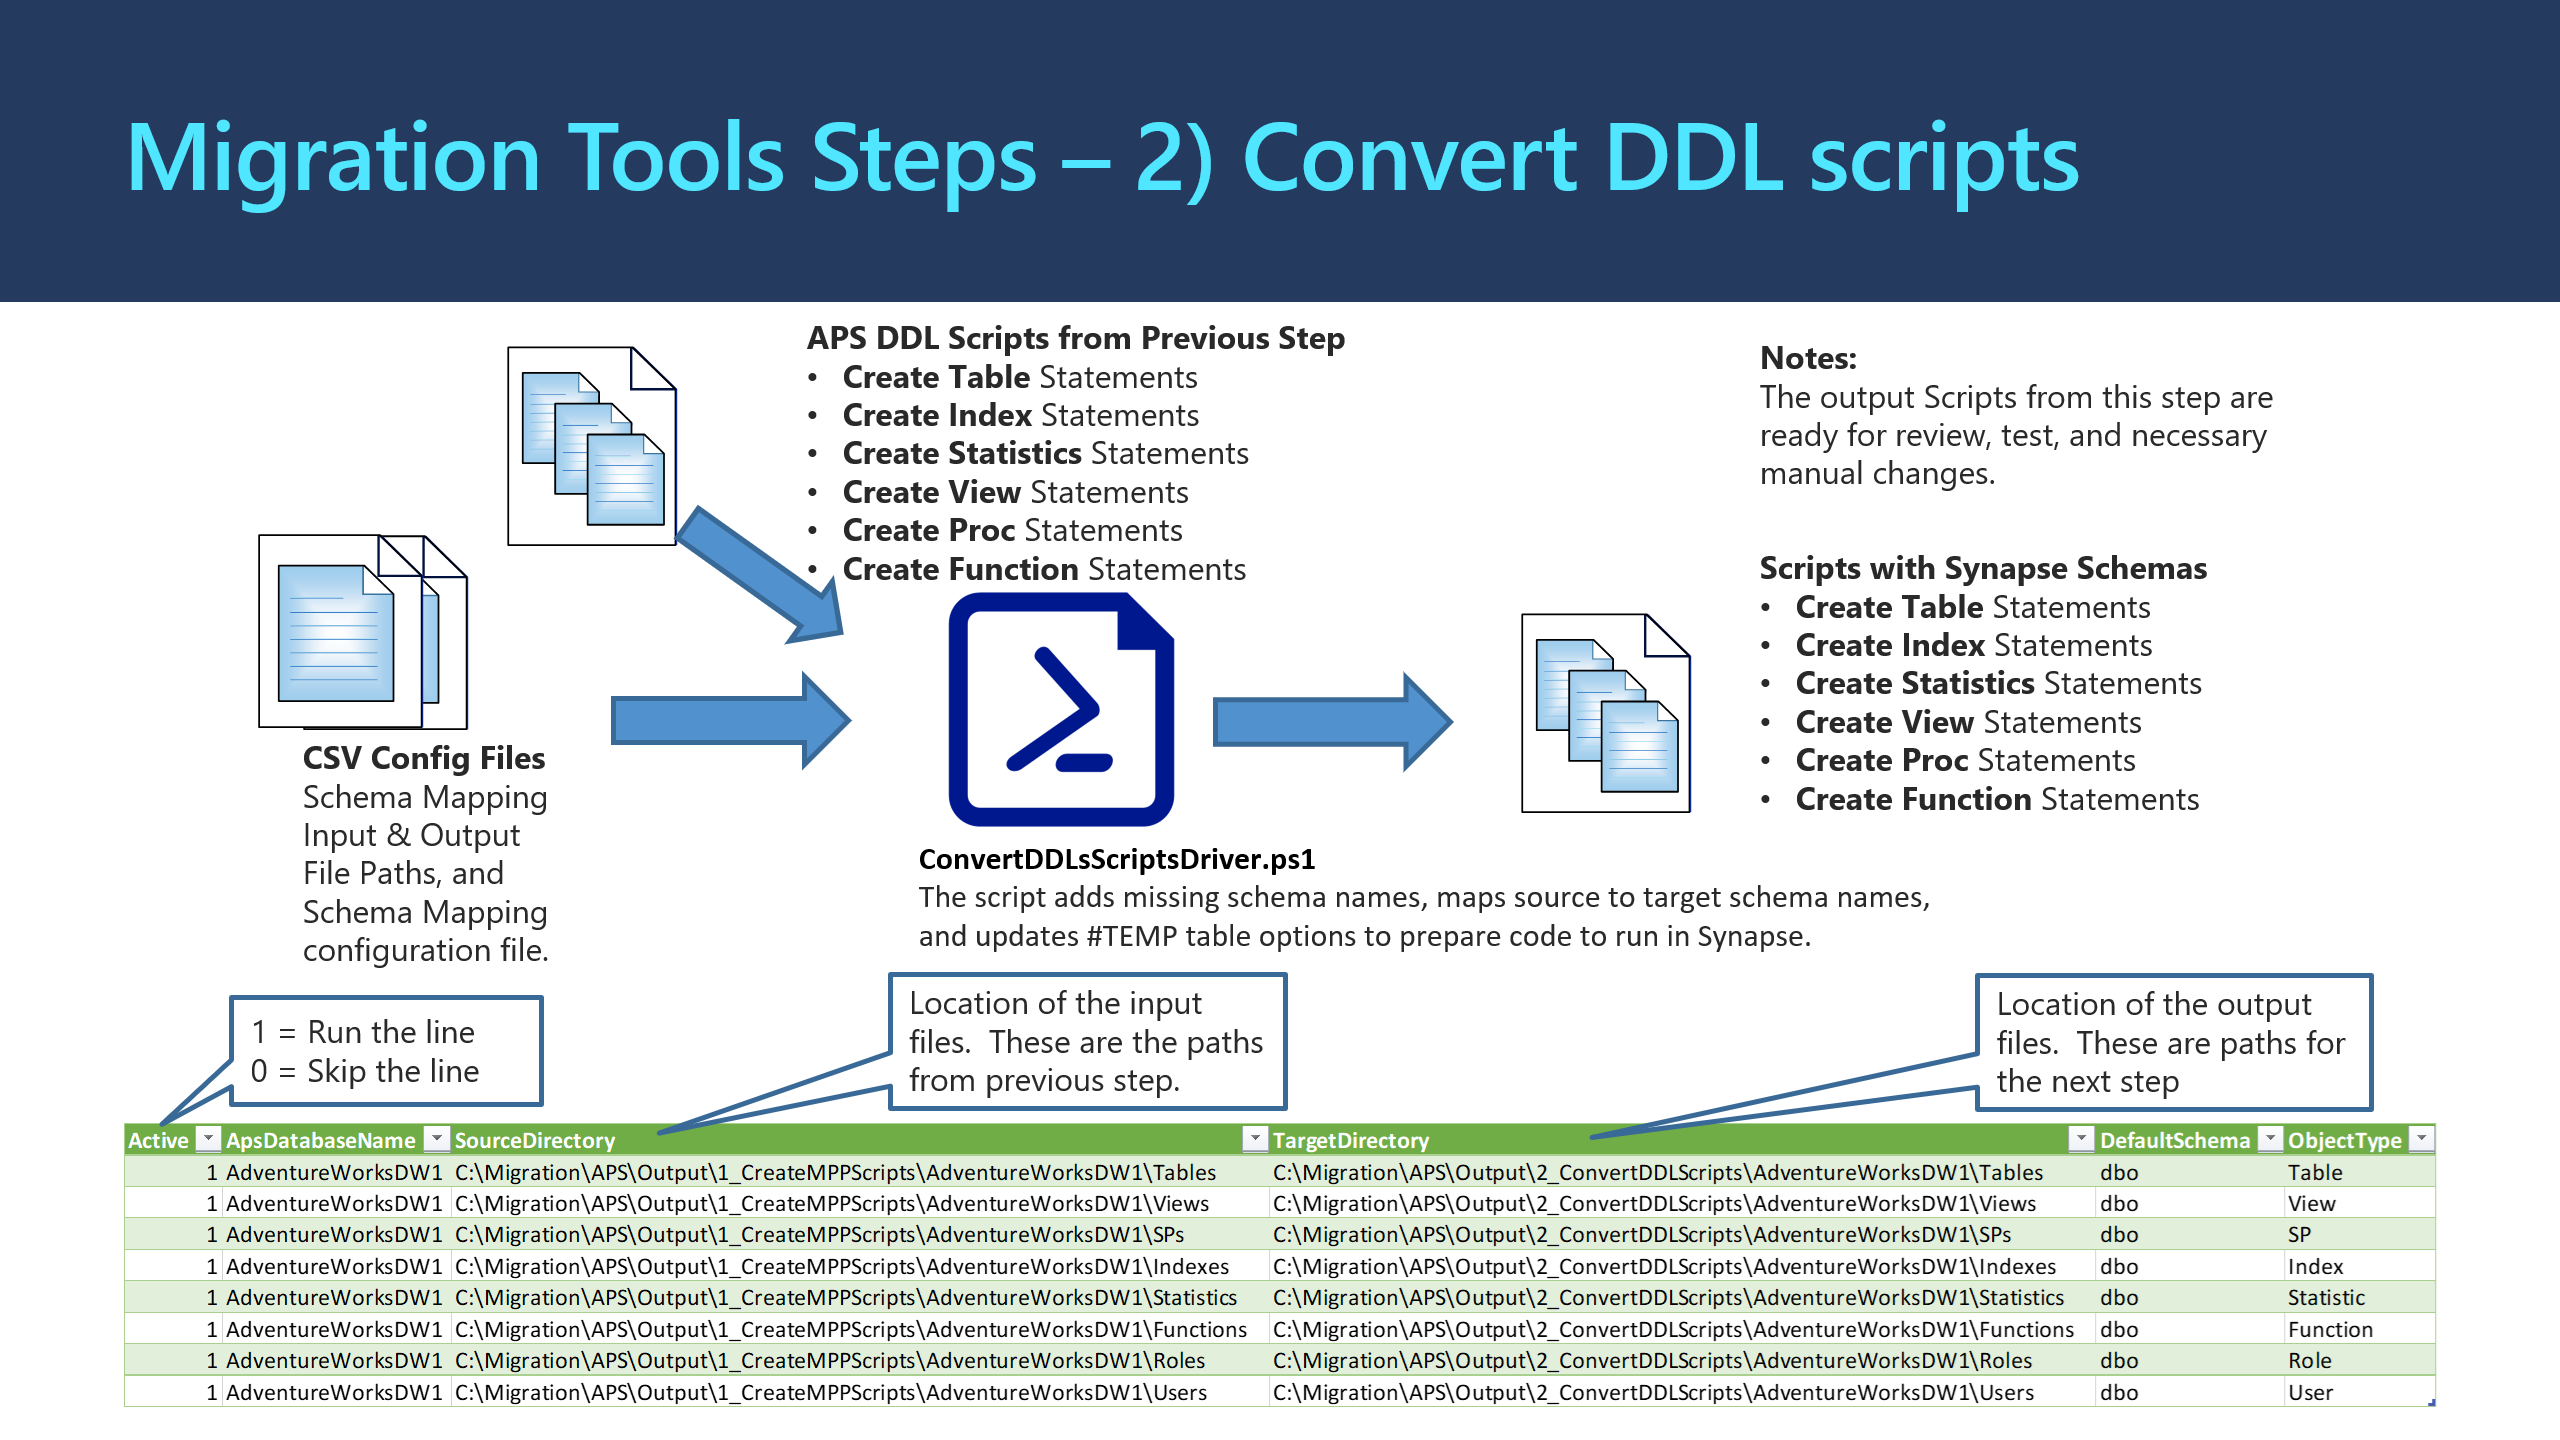 Migration Tools Steps – 2) Convert DDL scripts
APS DDL Scripts from Previous Step
• Create Table Statements
• Create Index Statements
• Create Statistics Statements
• Create View Statements
• Create Proc Statements
• Create Function Statements
Notes:
The output Scripts from this step are
ready for review, test, and necessary
manual changes.
Scripts with Synapse Schemas
• Create Table Statements
• Create Index Statements
• Create Statistics Statements
• Create View Statements
• Create Proc Statements
• Create Function Statements
CSV Config Files
Schema Mapping
Input & Output
File Paths, and
Schema Mapping
configuration file.
ConvertDDLsScriptsDriver.ps1
The script adds missing schema names, maps source to target schema names,
and updates #TEMP table options to prepare code to run in Synapse.
1 = Run the line
0 = Skip the line
Location of the input
files.  These are the paths
from previous step.
Location of the output
files.  These are paths for
the next step
Active ApsDatabaseName SourceDirectory TargetDirectory DefaultSchema ObjectType
1 AdventureWorksDW1 C:\Migration\APS\Output\1_CreateMPPScripts\AdventureWorksDW1\Tables C:\Migration\APS\Output\2_ConvertDDLScripts\AdventureWorksDW1\Tables dbo Table
1 AdventureWorksDW1 C:\Migration\APS\Output\1_CreateMPPScripts\AdventureWorksDW1\Views C:\Migration\APS\Output\2_ConvertDDLScripts\AdventureWorksDW1\Views dbo View
1 AdventureWorksDW1 C:\Migration\APS\Output\1_CreateMPPScripts\AdventureWorksDW1\SPs C:\Migration\APS\Output\2_ConvertDDLScripts\AdventureWorksDW1\SPs dbo SP
1 AdventureWorksDW1 C:\Migration\APS\Output\1_CreateMPPScripts\AdventureWorksDW1\Indexes C:\Migration\APS\Output\2_ConvertDDLScripts\AdventureWorksDW1\Indexes dbo Index
1 AdventureWorksDW1 C:\Migration\APS\Output\1_CreateMPPScripts\AdventureWorksDW1\Statistics C:\Migration\APS\Output\2_ConvertDDLScripts\AdventureWorksDW1\Statistics dbo Statistic
1 AdventureWorksDW1 C:\Migration\APS\Output\1_CreateMPPScripts\AdventureWorksDW1\Functions C:\Migration\APS\Output\2_ConvertDDLScripts\AdventureWorksDW1\Functions dbo Function
1 AdventureWorksDW1 C:\Migration\APS\Output\1_CreateMPPScripts\AdventureWorksDW1\Roles C:\Migration\APS\Output\2_ConvertDDLScripts\AdventureWorksDW1\Roles dbo Role
1 AdventureWorksDW1 C:\Migration\APS\Output\1_CreateMPPScripts\AdventureWorksDW1\Users C:\Migration\APS\Output\2_ConvertDDLScripts\AdventureWorksDW1\Users dbo User